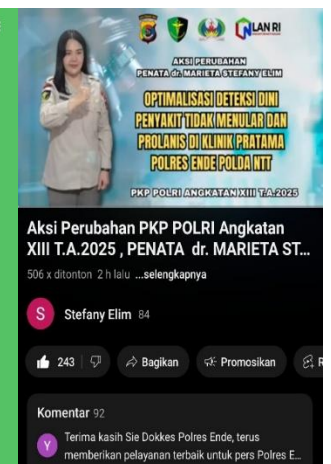 LAN RI
AKSI PERUBAHAN
PENATA dr. MARIETA STEFANY ELIM
OPTIMALISASI DETEKSI DINI
PENYAKIT TIDAK MENULAR DAN
PROLANIS DI KLINIK PRATAMA
POLRES ENDE POLDA NTT
PKP POLRI ANGKATAN XIII T.A.2025
Aksi Perubahan PKP POLRI Angkatan
XIII T.A.2025 , PENATA dr. MARIETA ST...
506 x ditonton 2 h lalu ...selengkapnya
S Stefany Elim 84
243 Bagikan Promosikan R
Komentar 92
Y Terima kasih Sie Dokkes Polres Ende, terus
memberikan pelayanan terbaik untuk pers Polres E...